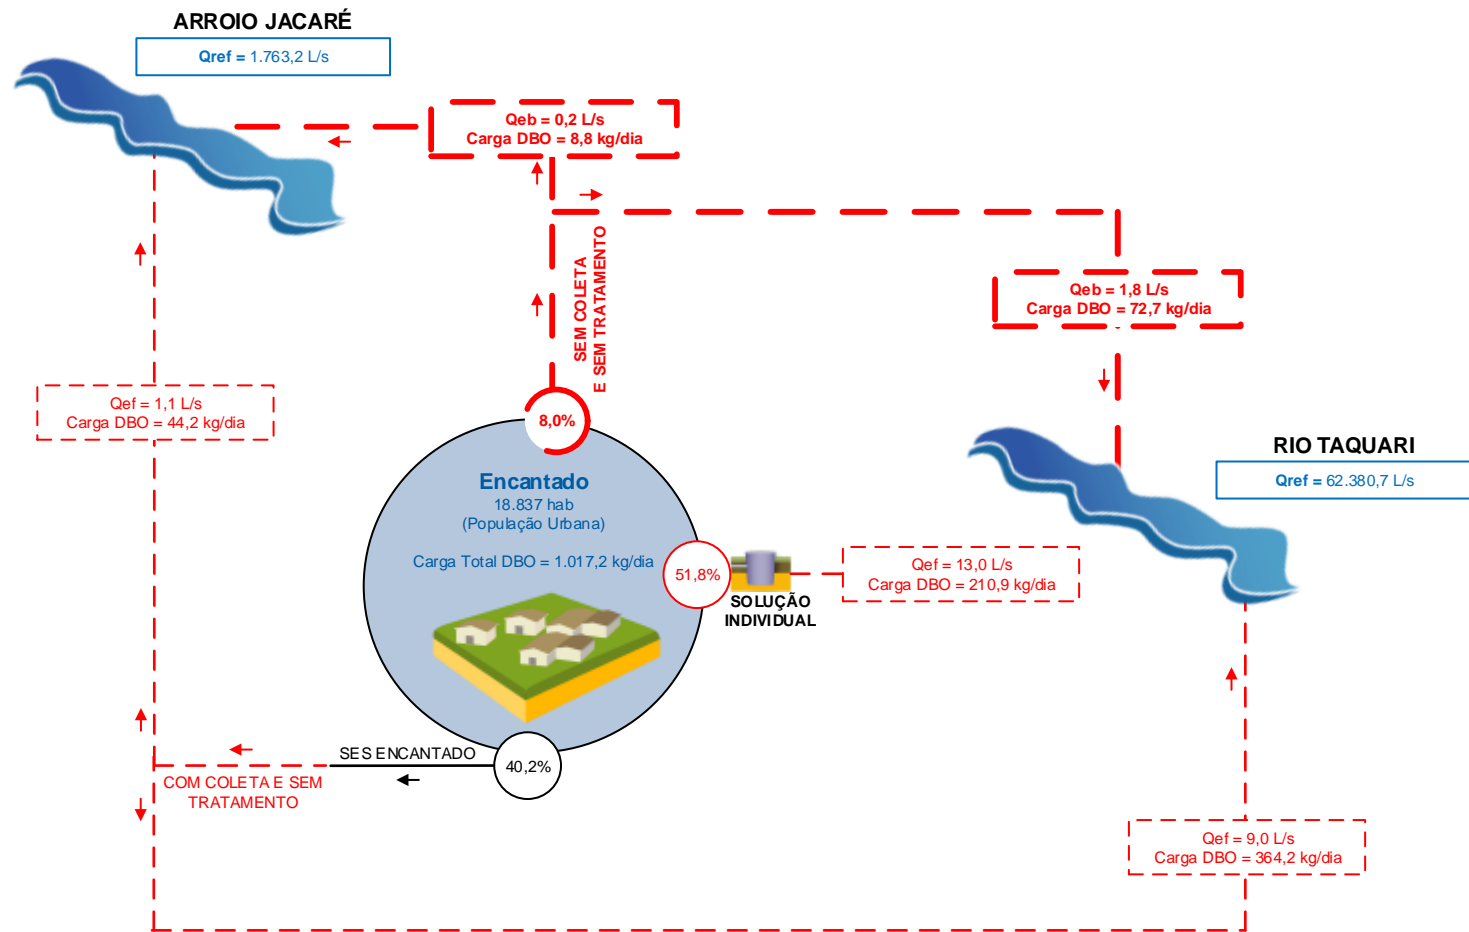 ARROIO JACARÉ
Qref = 1.763,2 L/s
Qeb = 0,2 L/s
Carga DBO = 8,8 kg/dia
SEM COLETA
E SEM TRATAMENTO
Qeb = 1,8 L/s
Carga DBO = 72,7 kg/dia
Qef = 1,1 L/s
Carga DBO = 44,2 kg/dia
8,0%
RIO TAQUARI
Qref = 62.380,7 L/s
Encantado
18.837 hab
(População Urbana)
Carga Total DBO = 1.017,2 kg/dia
51,8%
SOLUÇÃO
INDIVIDUAL
Qef = 13,0 L/s
Carga DBO = 210,9 kg/dia
SES ENCANTADO
40,2%
COM COLETA E SEM
TRATAMENTO
Qef = 9,0 L/s
Carga DBO = 364,2 kg/dia